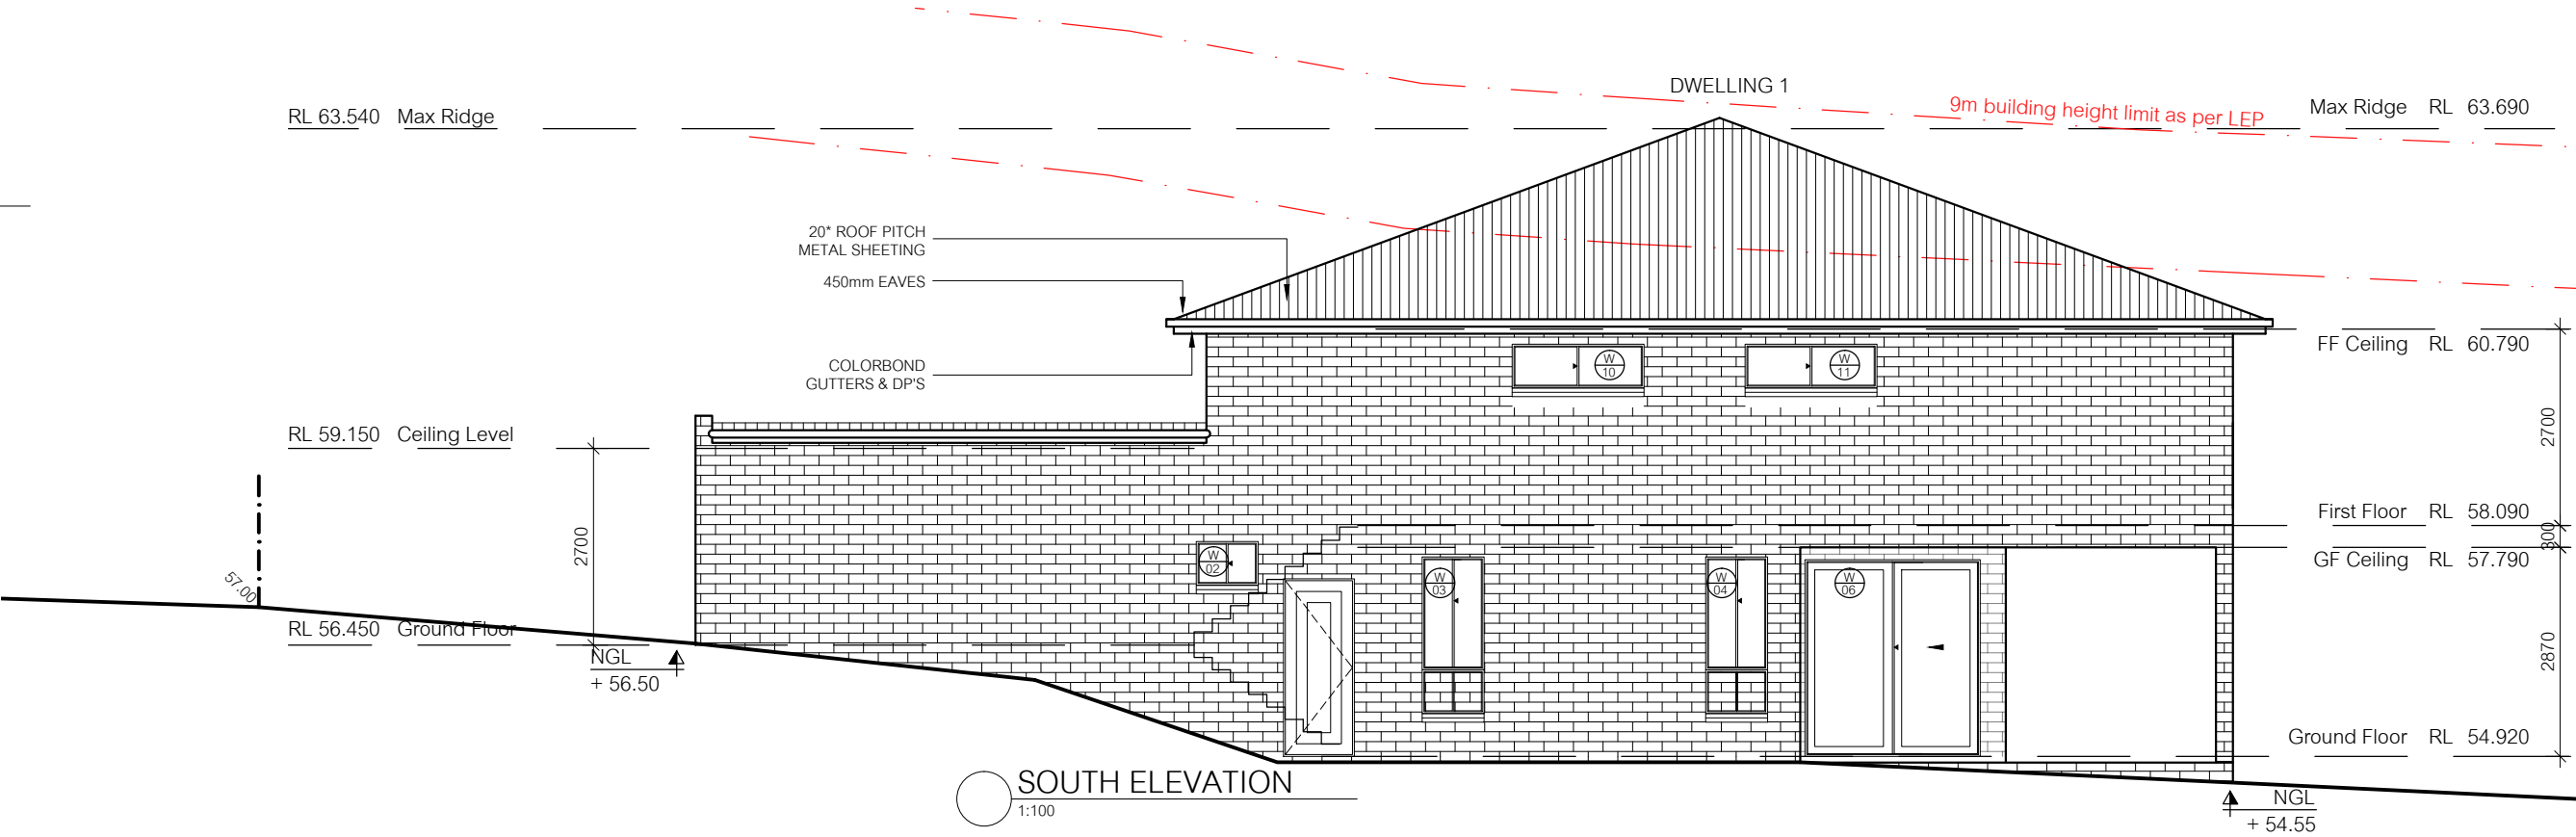 DWELLING 1
9m building height limit as per LEP
RL 63.540 Max Ridge
Max Ridge RL 63.690
20* ROOF PITCH
METAL SHEETING
450mm EAVES
COLORBOND
GUTTERS & DP'S
FF Ceiling RL 60.790
W
10
W
11
2700
RL 59.150 Ceiling Level
First Floor RL 58.090
300
GF Ceiling RL 57.790
2700
W
02
W
03
W
04
W
06
57.00
2870
RL 56.450 Ground Floor
NGL
+ 56.50
Ground Floor RL 54.920
SOUTH ELEVATION
1:100
NGL
+ 54.55